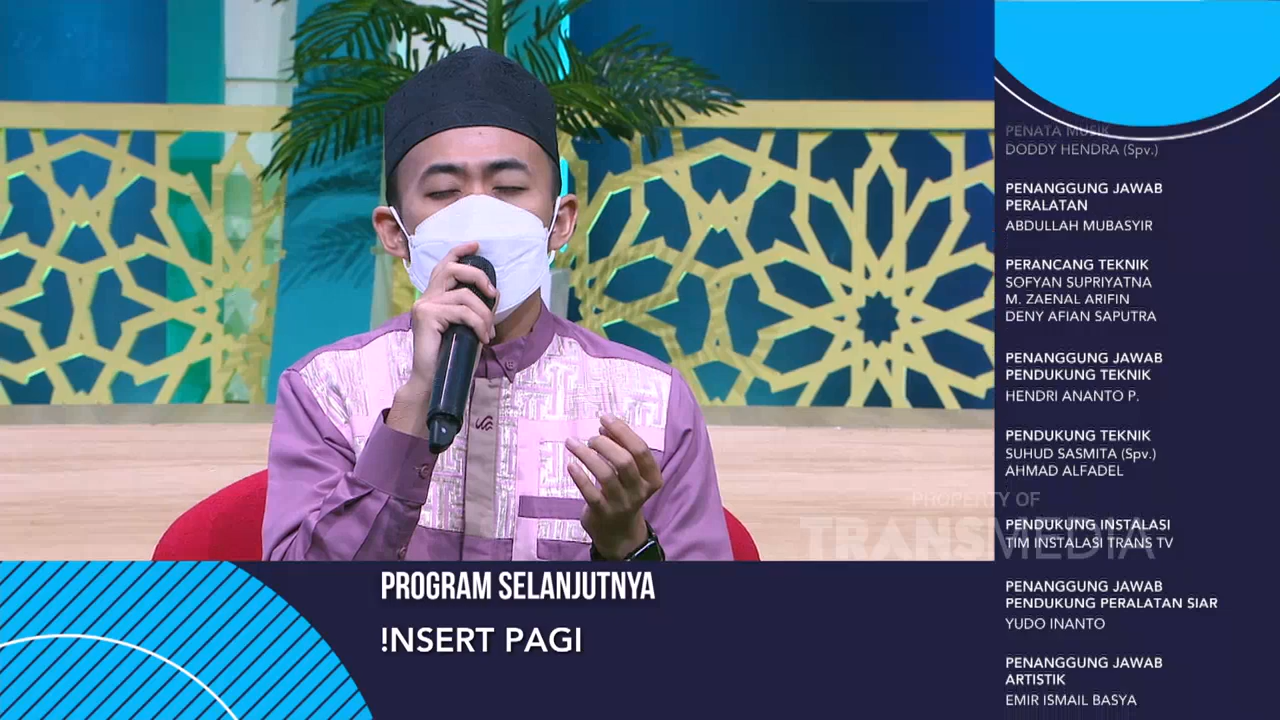 PENATA MUSIK
DODDY HENDRA (Spv.)
PENANGGUNG JAWAB
PERALATAN
ABDULLAH MUBASYIR
PERANCANG TEKNIK
SOFYAN SUPRIYATNA
M. ZAENAL ARIFIN
DENY AFIAN SAPUTRA
PENANGGUNG JAWAB
PENDUKUNG TEKNIK
HENDRI ANANTO P.
PENDUKUNG TEKNIK
SUHUD SASMITA (Spv.)
AHMAD ALFADEL
PROPERTY OF
TRANSMEDIA
PENDUKUNG INSTALASI
TIM INSTALASI TRANS TV
PENANGGUNG JAWAB
PENDUKUNG PERALATAN SIAR
YUDO INANTO
PENANGGUNG JAWAB
ARTISTIK
EMIR ISMAIL BASYA
PROGRAM SELANJUTNYA
!NSERT PAGI